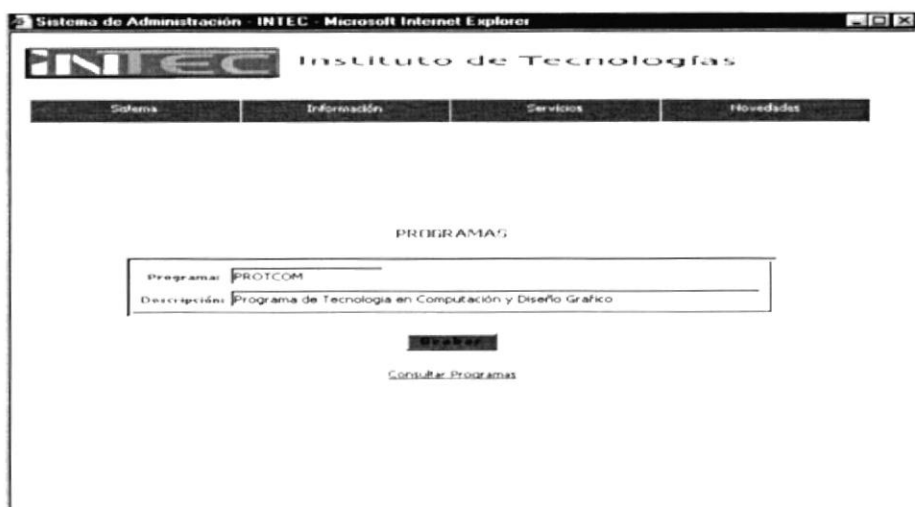 Sistema de Administración - INTEC - Microsoft Internet Explorer
INTEC Instituto de Tecnologías
Sistema Información Servicios Novedades
PROGRAMAS
Programa: PROTCOM
Descripción: Programa de Tecnologia en Computación y Diseño Grafico
Grabar
Consultar Programas